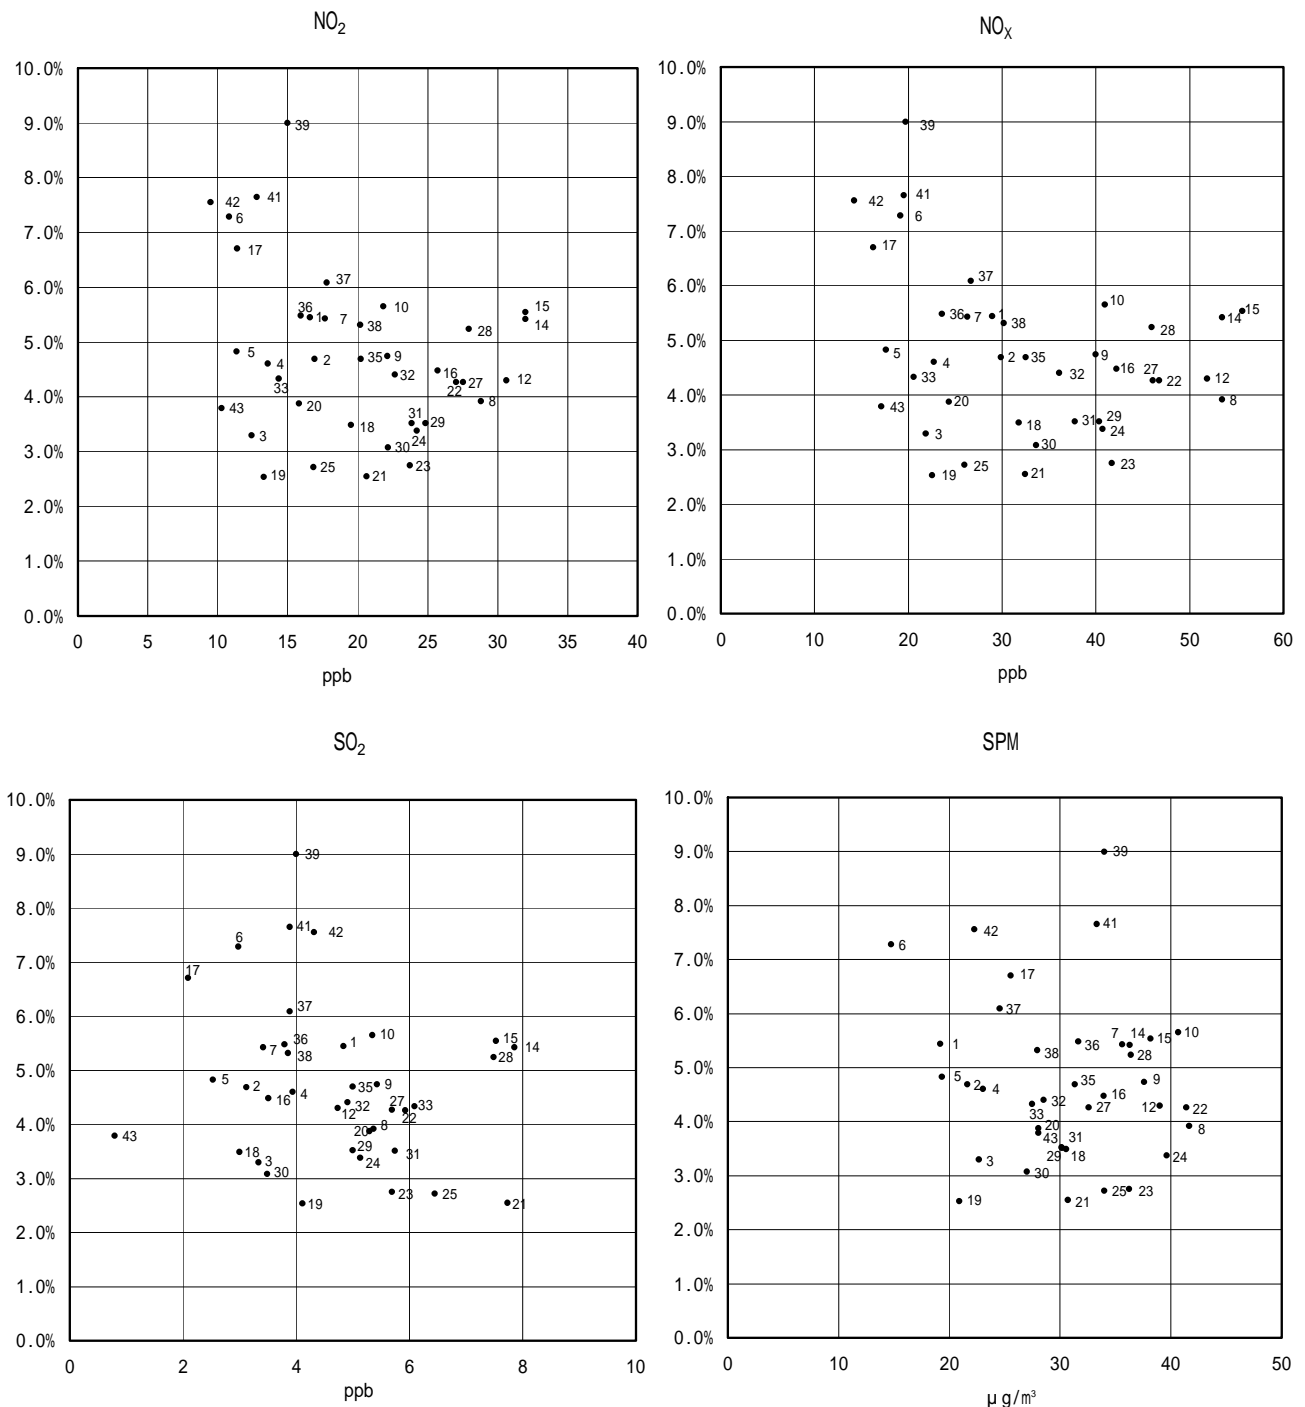 NO₂
10.0%
9.0%
8.0%
7.0%
6.0%
5.0%
4.0%
3.0%
2.0%
1.0%
0.0%
39
42 41
6
17
37
36 1 7 10 15
38 28 14
5 4 2 35 9
33 32 16 22 27 12
43 20 8
3 18 31 29
24
30
19 25 21 23
0 5 10 15 20 25 30 35 40
ppb
NOX
10.0%
9.0%
8.0%
7.0%
6.0%
5.0%
4.0%
3.0%
2.0%
1.0%
0.0%
39
42 41
6
17
37
36 7 1 10 14 15
38 28
5 4 2 35 9
33 32 16 27 22 12
43 20 8
3 18 31 29
24
30
19 25 21 23
0 10 20 30 40 50 60
ppb
SO₂
10.0%
9.0%
8.0%
7.0%
6.0%
5.0%
4.0%
3.0%
2.0%
1.0%
0.0%
39
41 42
6
17
37
7 36 1 10 15 14
38 28
5 2 16 4 35 9
12 32 27 22 33
43 20 8
18 3 29 31
24
30
19 23 25 21
0 2 4 6 8 10
ppb
SPM
10.0%
9.0%
8.0%
7.0%
6.0%
5.0%
4.0%
3.0%
2.0%
1.0%
0.0%
39
42 41
6
17
37
1 36 7 14 15 10
38 28
5 2 4 35 9
33 32 16 27 12 22
20 8
43 31
3 29 18 24
30
19 21 25 23
0 10 20 30 40 50
μg/m³